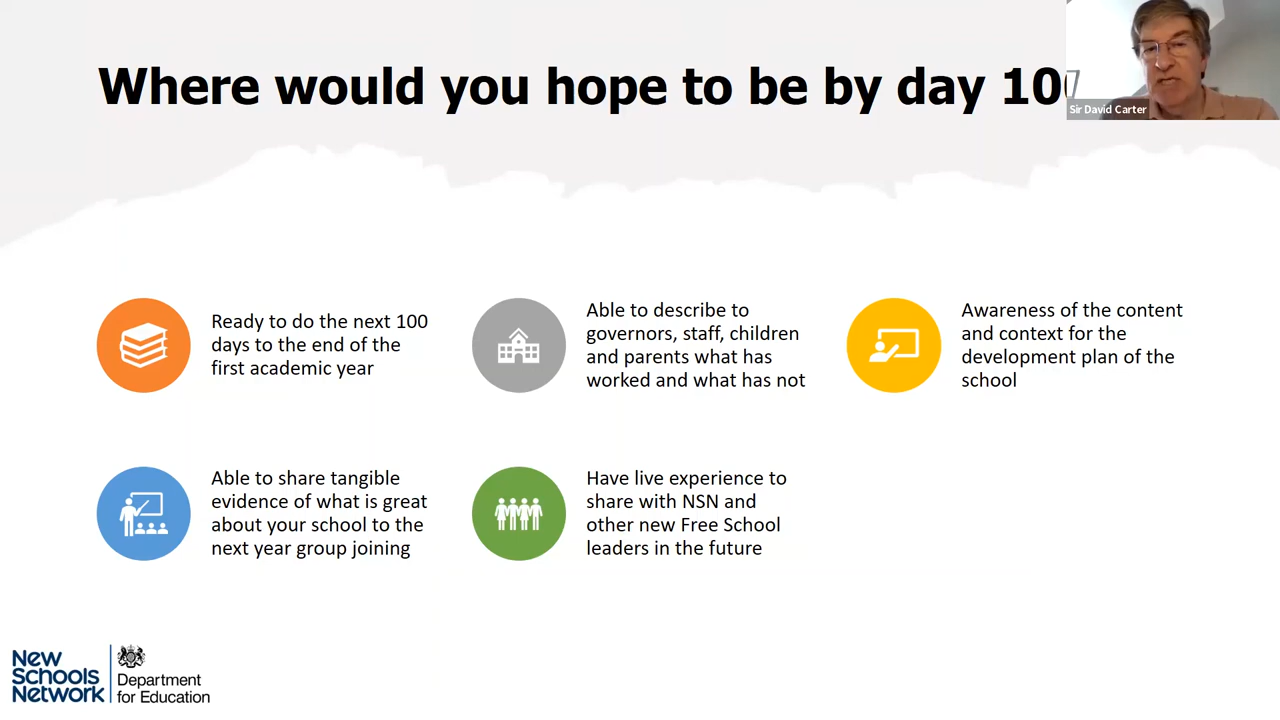 Where would you hope to be by day 100
Sir David Carter
Ready to do the next 100
days to the end of the
first academic year
Able to describe to
governors, staff, children
and parents what has
worked and what has not
Awareness of the content
and context for the
development plan of the
school
Able to share tangible
evidence of what is great
about your school to the
next year group joining
Have live experience to
share with NSN and
other new Free School
leaders in the future
New
Schools
Network
Department
for Education